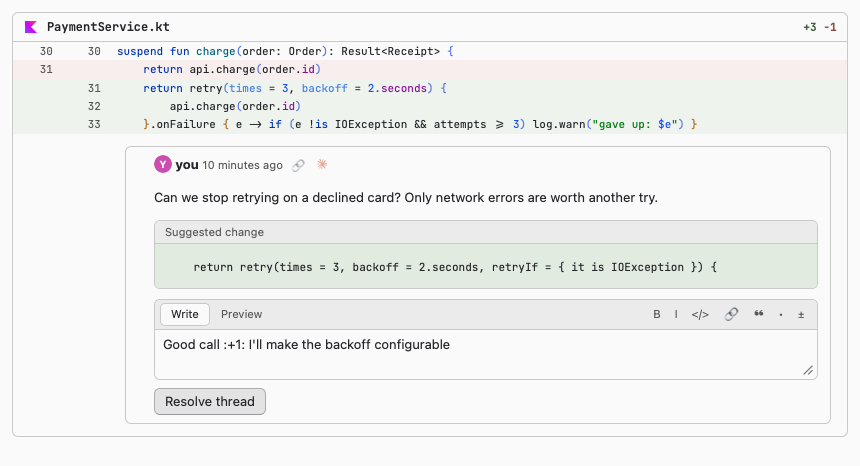 PaymentService.kt +3 -1
30 30 suspend fun charge(order: Order): Result<Receipt> {
31 return api.charge(order.id)
31 return retry(times = 3, backoff = 2.seconds) {
32 api.charge(order.id)
33 }.onFailure { e -> if (e !is IOException && attempts >= 3) log.warn("gave up: $e") }
Y you 10 minutes ago
Can we stop retrying on a declined card? Only network errors are worth another try.
Suggested change
return retry(times = 3, backoff = 2.seconds, retryIf = { it is IOException }) {
Write Preview B I </> 🔗 ❝ · ±
Good call :+1: I'll make the backoff configurable
Resolve thread